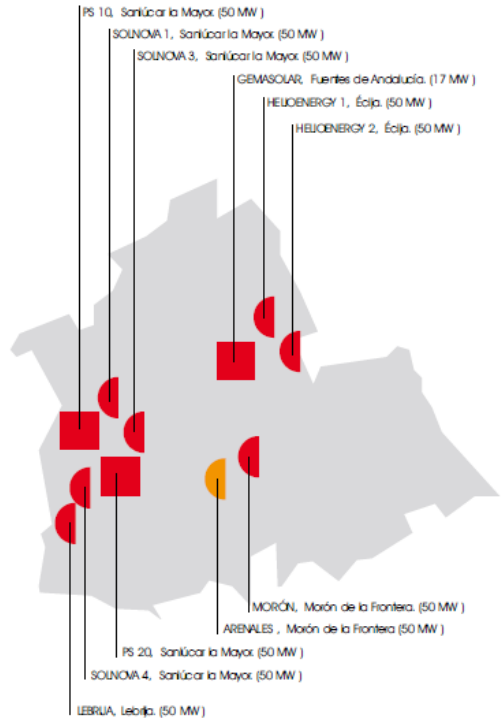 PS 10, Sanlúcar la Mayor. (50 MW )
SOLNOVA 1, Sanlúcar la Mayor. (50 MW )
SOLNOVA 3, Sanlúcar la Mayor. (50 MW )
GEMASOLAR, Fuentes de Andalucía. (17 MW )
HELIOENERGY 1, Écija. (50 MW )
HELIOENERGY 2, Écija. (50 MW )
MORÓN, Morón de la Frontera. (50 MW )
ARENALES , Morón de la Frontera (50 MW )
PS 20, Sanlúcar la Mayor. (50 MW )
SOLNOVA 4, Sanlúcar la Mayor. (50 MW )
LEBRIJA, Lebrija. (50 MW )